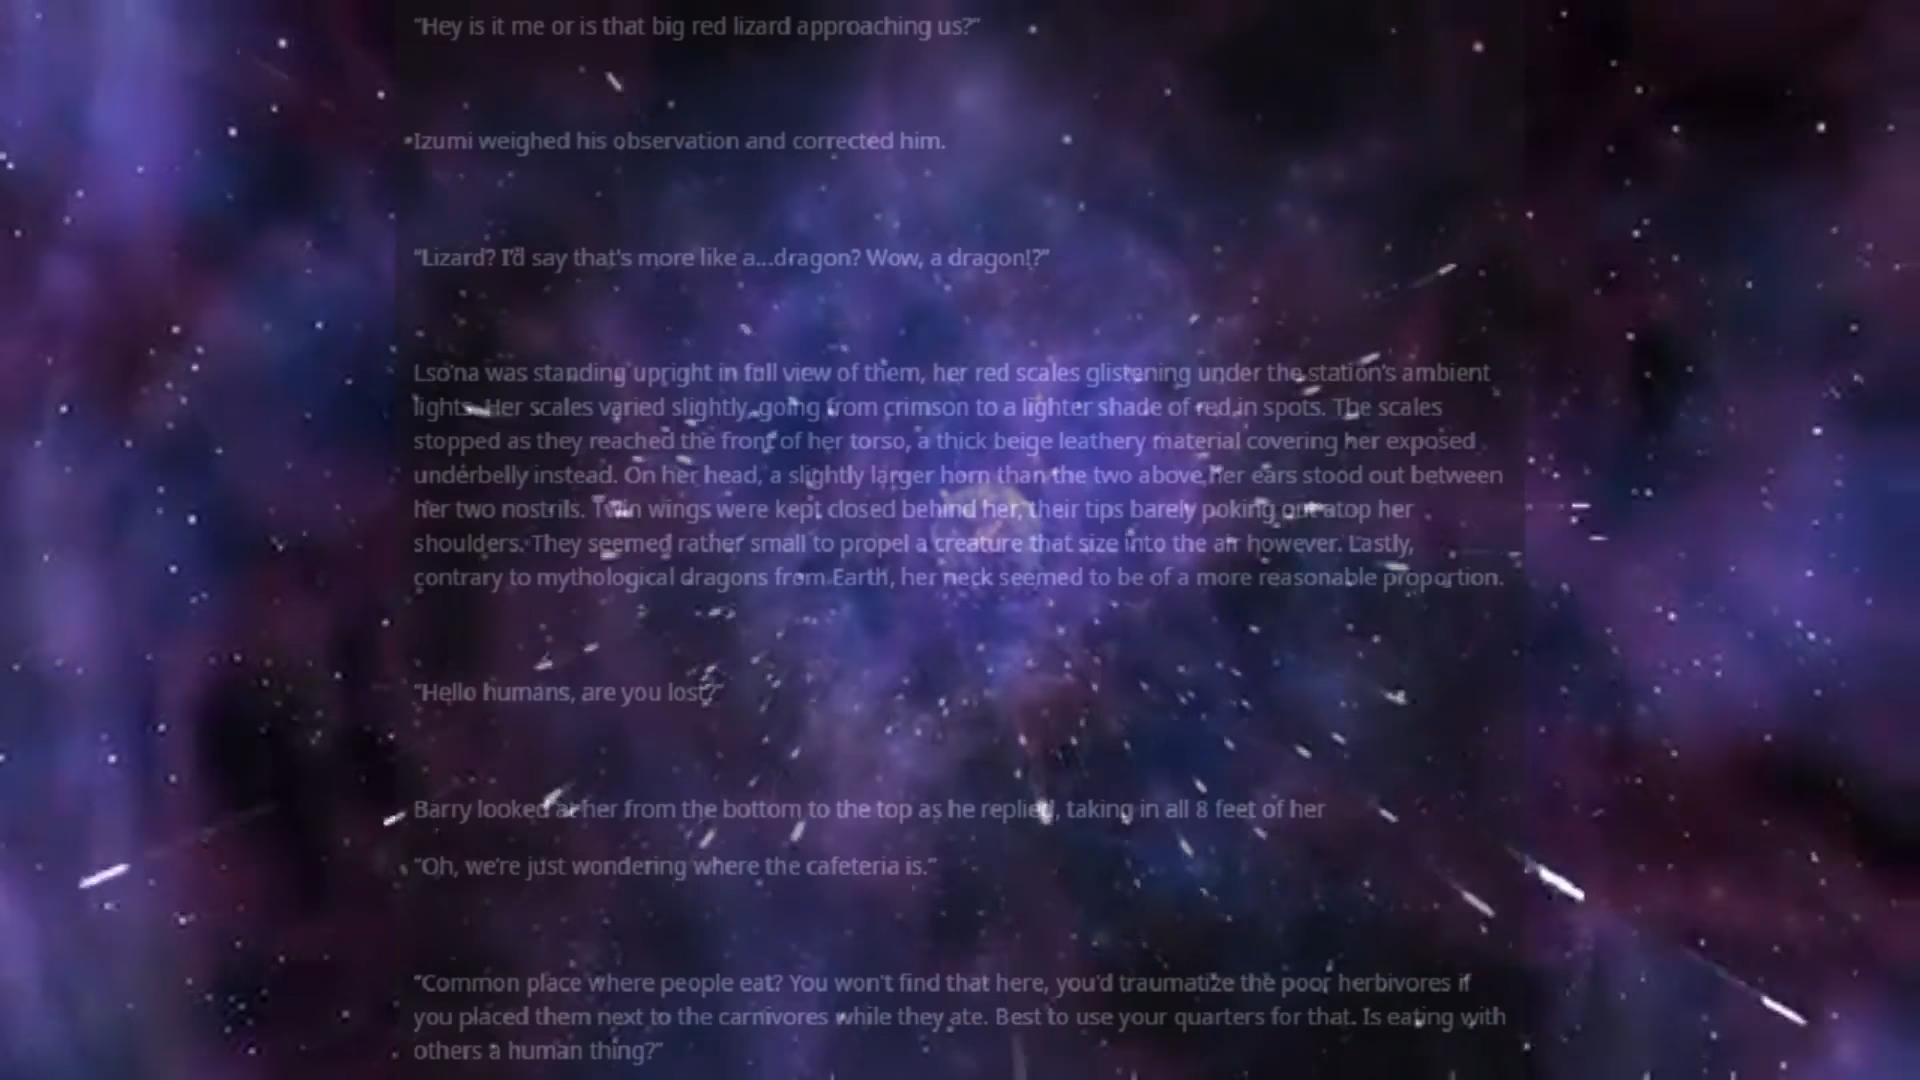 “Hey is it me or is that big red lizard approaching us?”
Izumi weighed his observation and corrected him.
“Lizard? I’d say that's more like a...dragon? Wow, a dragon!?”
Lso’na was standing upright in full view of them, her red scales glistening under the station’s ambient
lights. Her scales varied slightly, going from crimson to a lighter shade of red in spots. The scales
stopped as they reached the front of her torso, a thick beige leathery material covering her exposed
underbelly instead. On her head, a slightly larger horn than the two above her ears stood out between
her two nostrils. Twin wings were kept closed behind her, their tips barely poking out atop her
shoulders. They seemed rather small to propel a creature that size into the air however. Lastly,
contrary to mythological dragons from Earth, her neck seemed to be of a more reasonable proportion.
“Hello humans, are you lost?”
Barry looked at her from the bottom to the top as he replied, taking in all 8 feet of her
“Oh, we’re just wondering where the cafeteria is.”
“Common place where people eat? You won't find that here, you'd traumatize the poor herbivores if
you placed them next to the carnivores while they ate. Best to use your quarters for that. Is eating with
others a human thing?”